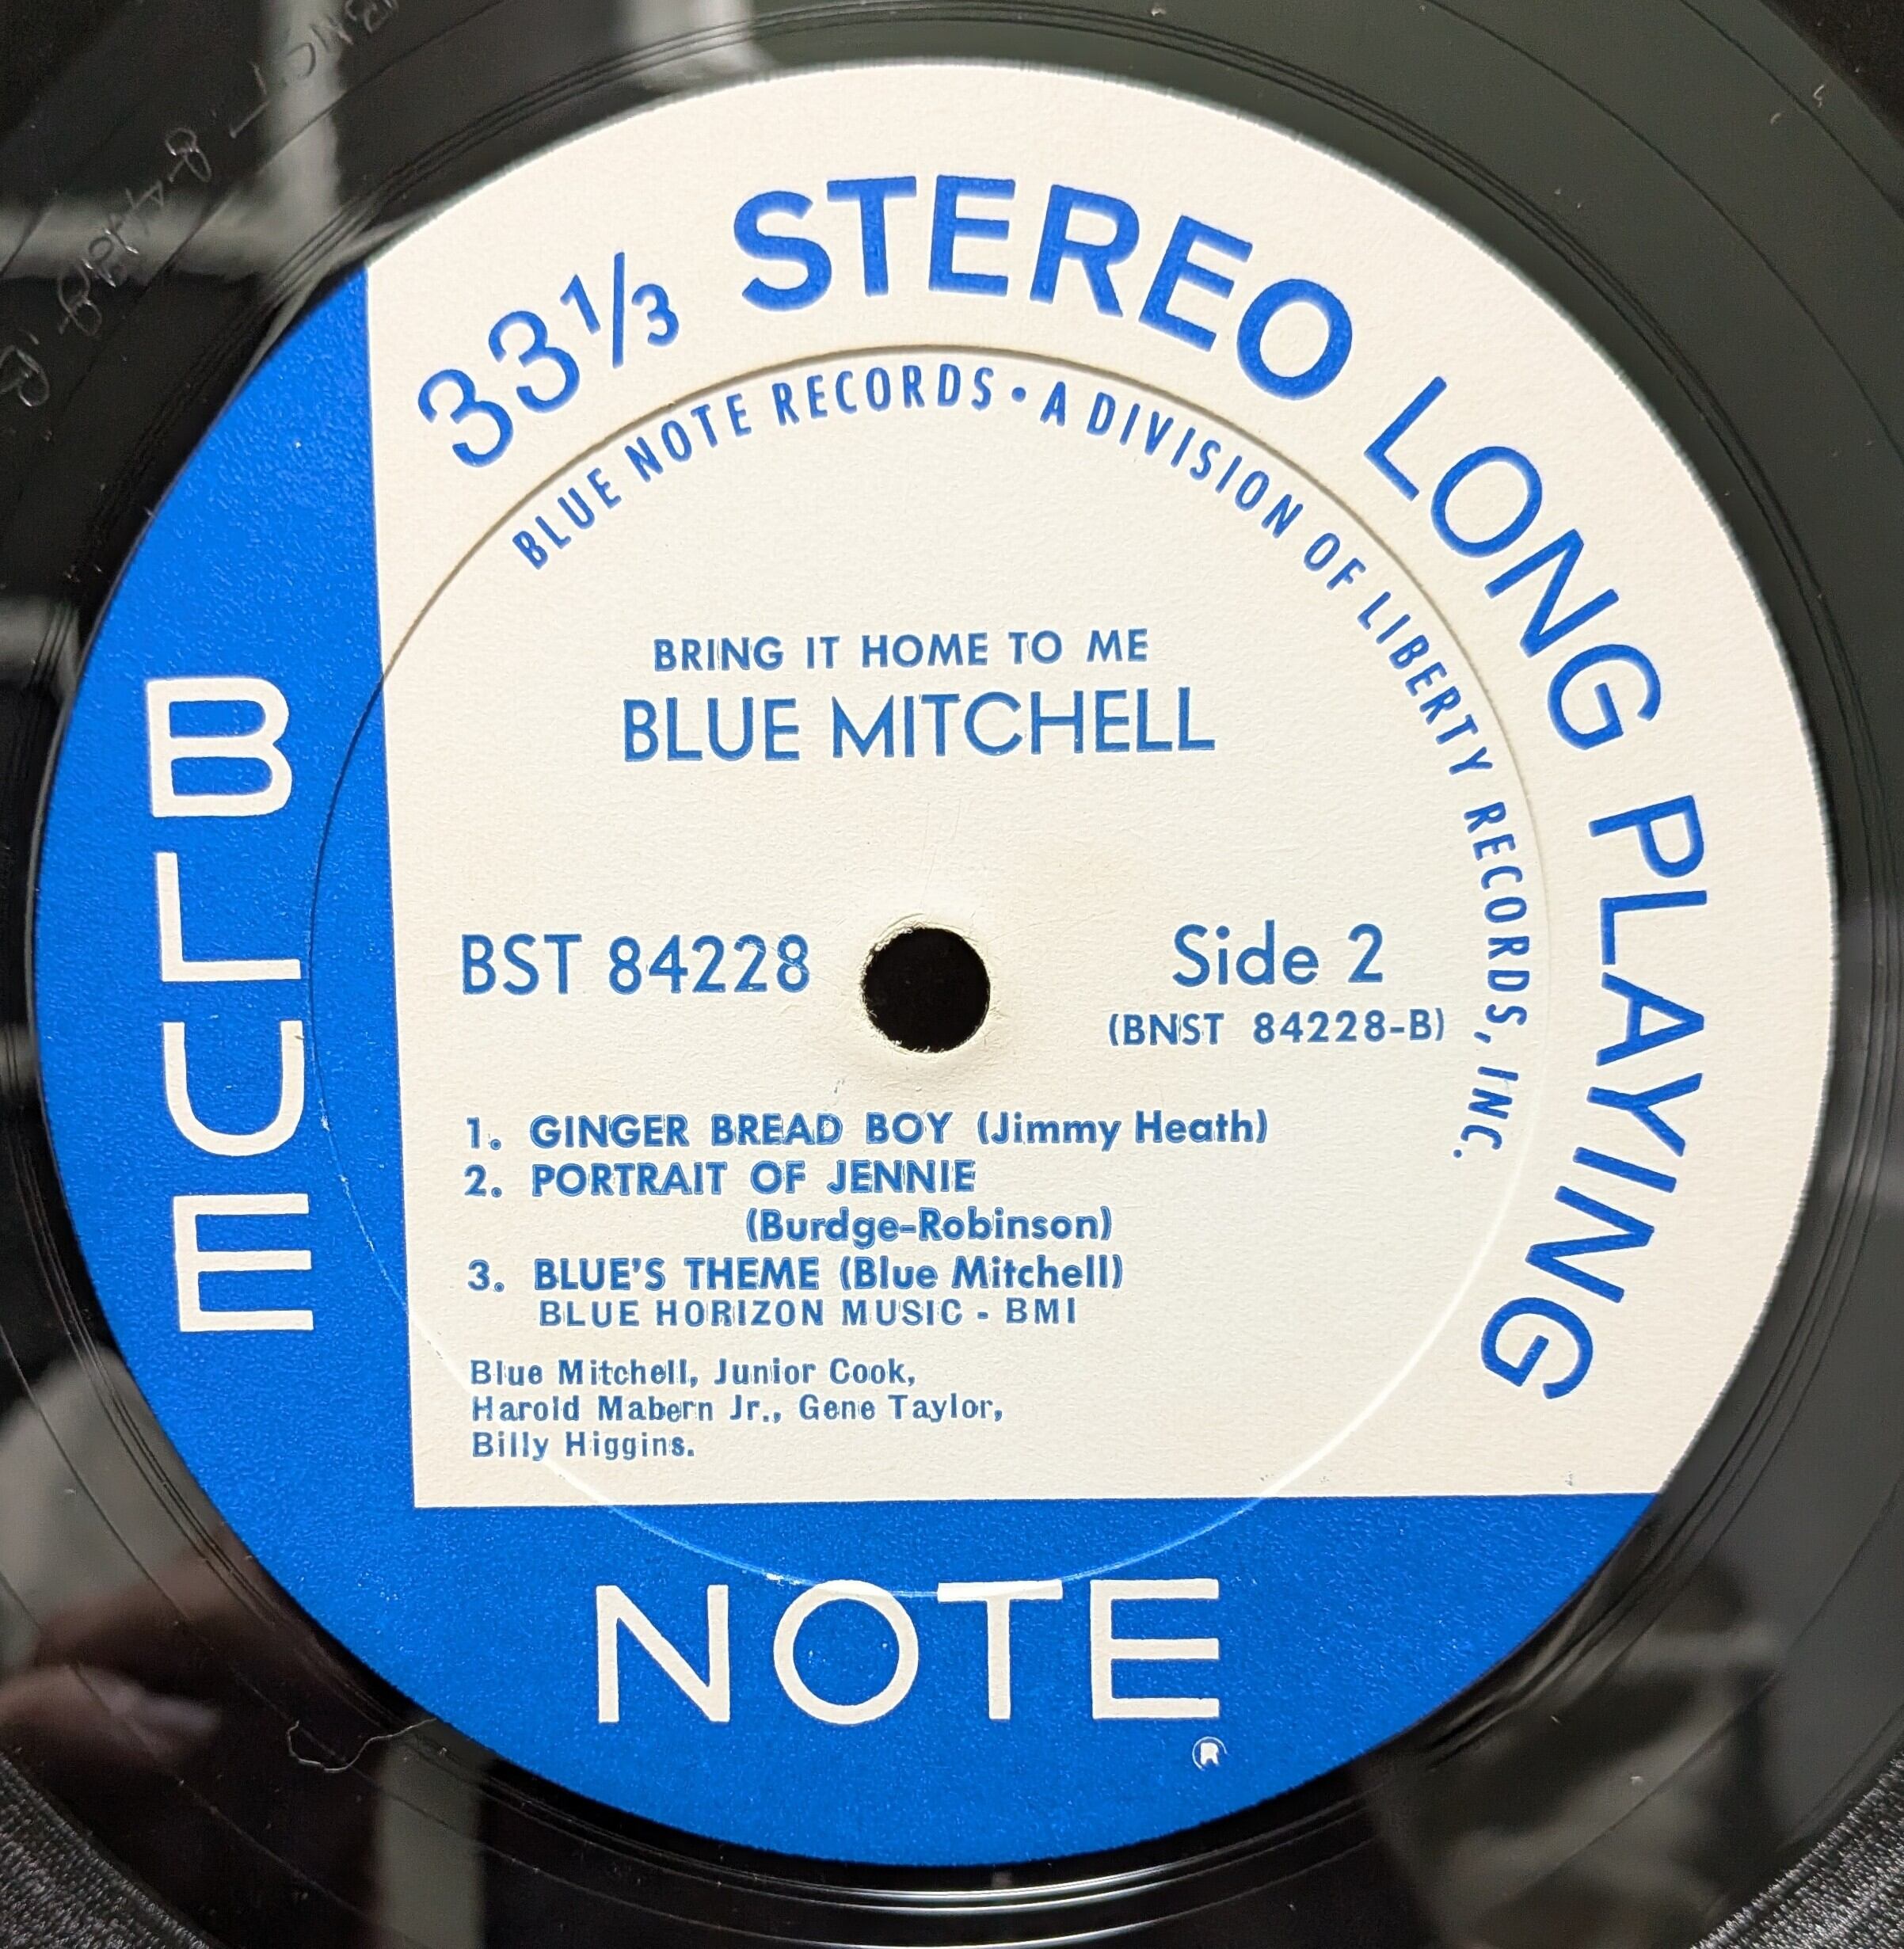 33⅓ STEREO LONG PLAYING
BLUE NOTE RECORDS • A DIVISION OF LIBERTY RECORDS, INC.
BRING IT HOME TO ME
BLUE MITCHELL
BST 84228
Side 2
(BNST 84228-B)
1. GINGER BREAD BOY (Jimmy Heath)
2. PORTRAIT OF JENNIE
(Burdge-Robinson)
3. BLUE'S THEME (Blue Mitchell)
BLUE HORIZON MUSIC - BMI
Blue Mitchell, Junior Cook,
Harold Mabern Jr., Gene Taylor,
Billy Higgins.
BLUE
NOTE
®